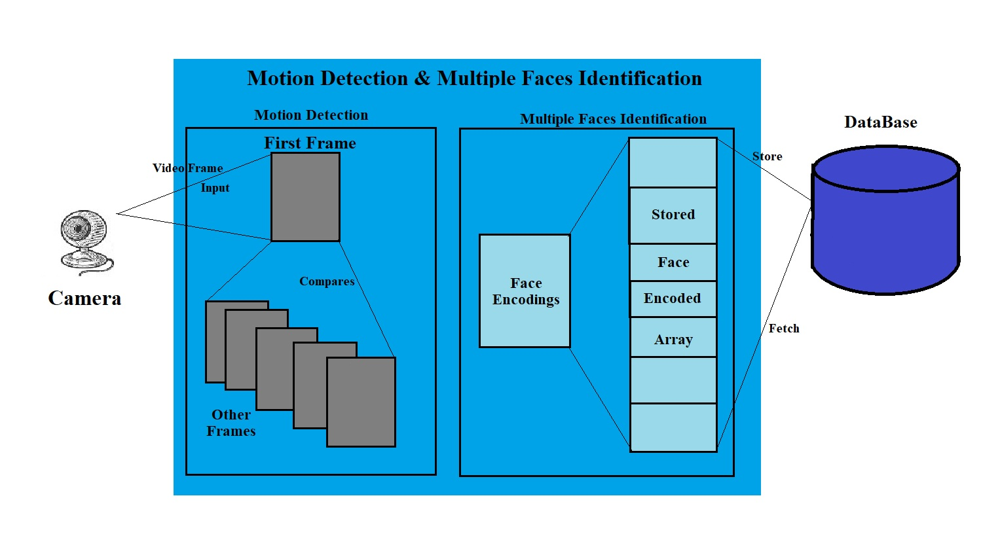 Motion Detection & Multiple Faces Identification
Motion Detection
First Frame
Video Frame
Input
Camera
Compares
Other
Frames
Multiple Faces Identification
Face
Encodings
Stored
Face
Encoded
Array
Store
Fetch
DataBase